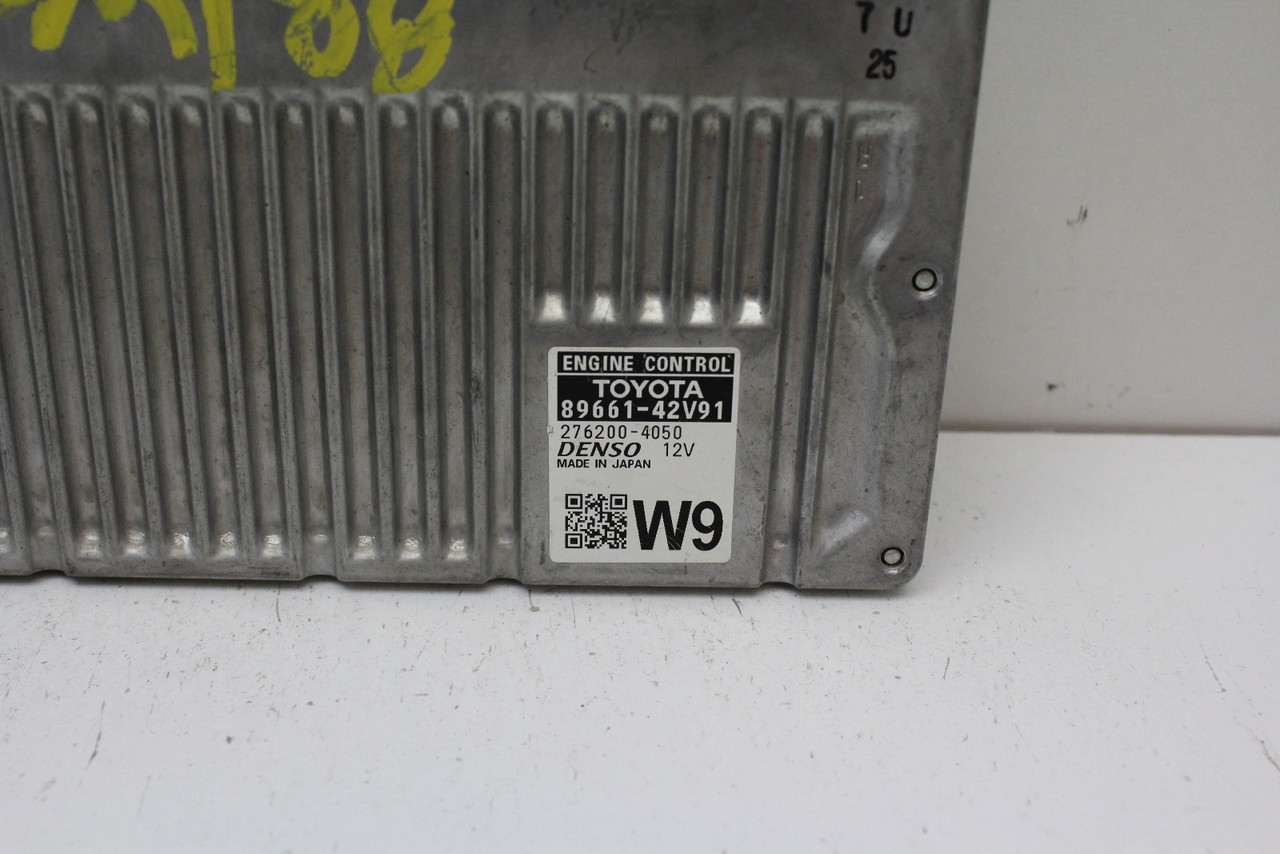 7 U
25
ENGINE CONTROL
TOYOTA
89661-42V91
276200-4050
DENSO 12V
MADE IN JAPAN
W9